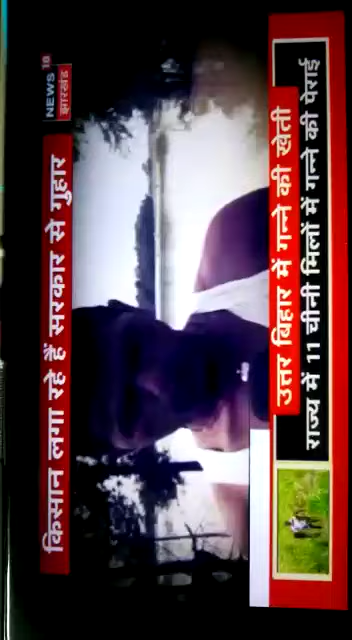 NEWS 18
झारखंड
किसान लगा रहे हैं सरकार से गुहार
उत्तर बिहार में गन्ने की खेती
राज्य में 11 चीनी मिलों में गन्ने की पेराई